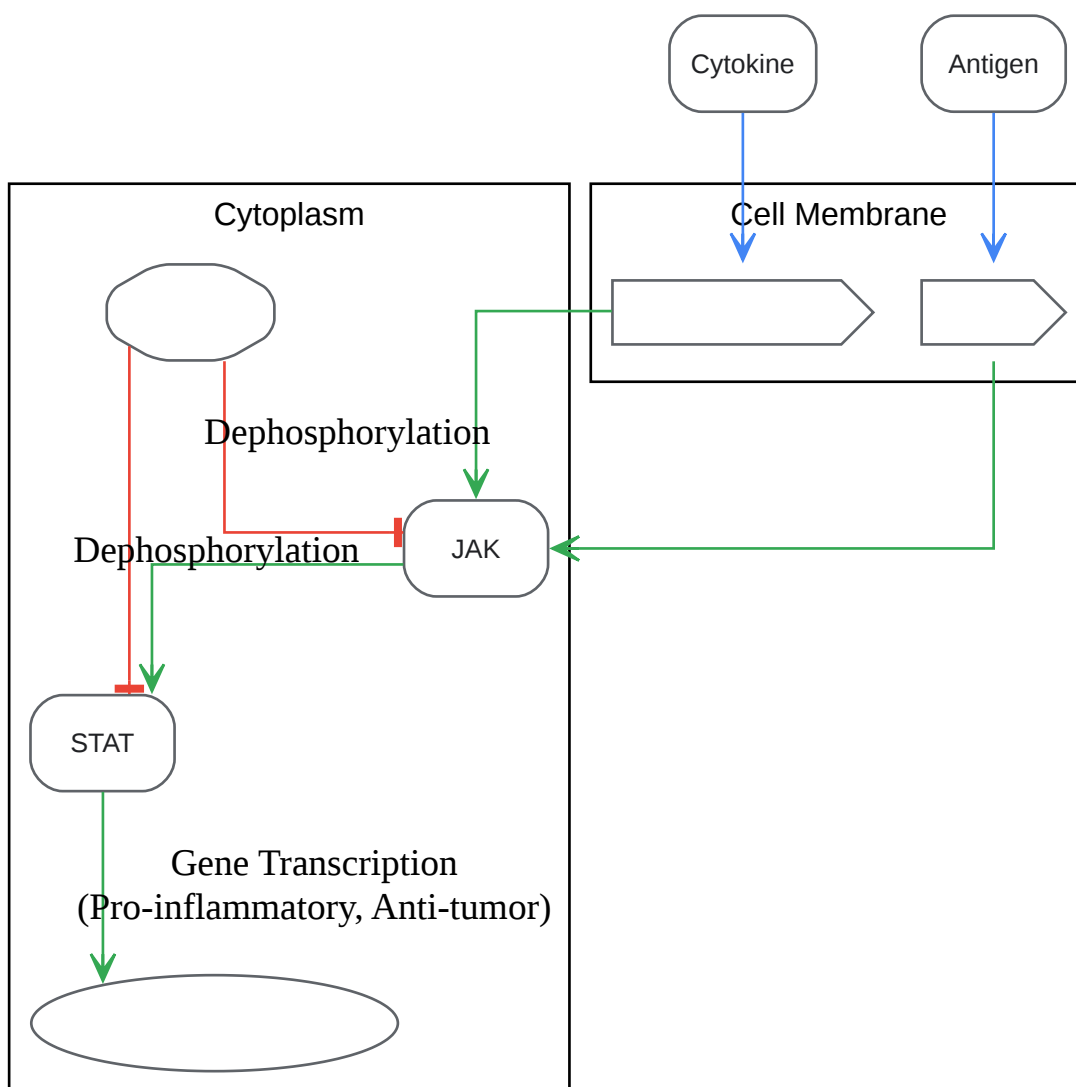 Cytokine
Antigen
Cytoplasm
Cell Membrane
Dephosphorylation
Dephosphorylation
JAK
STAT
Gene Transcription
(Pro-inflammatory, Anti-tumor)